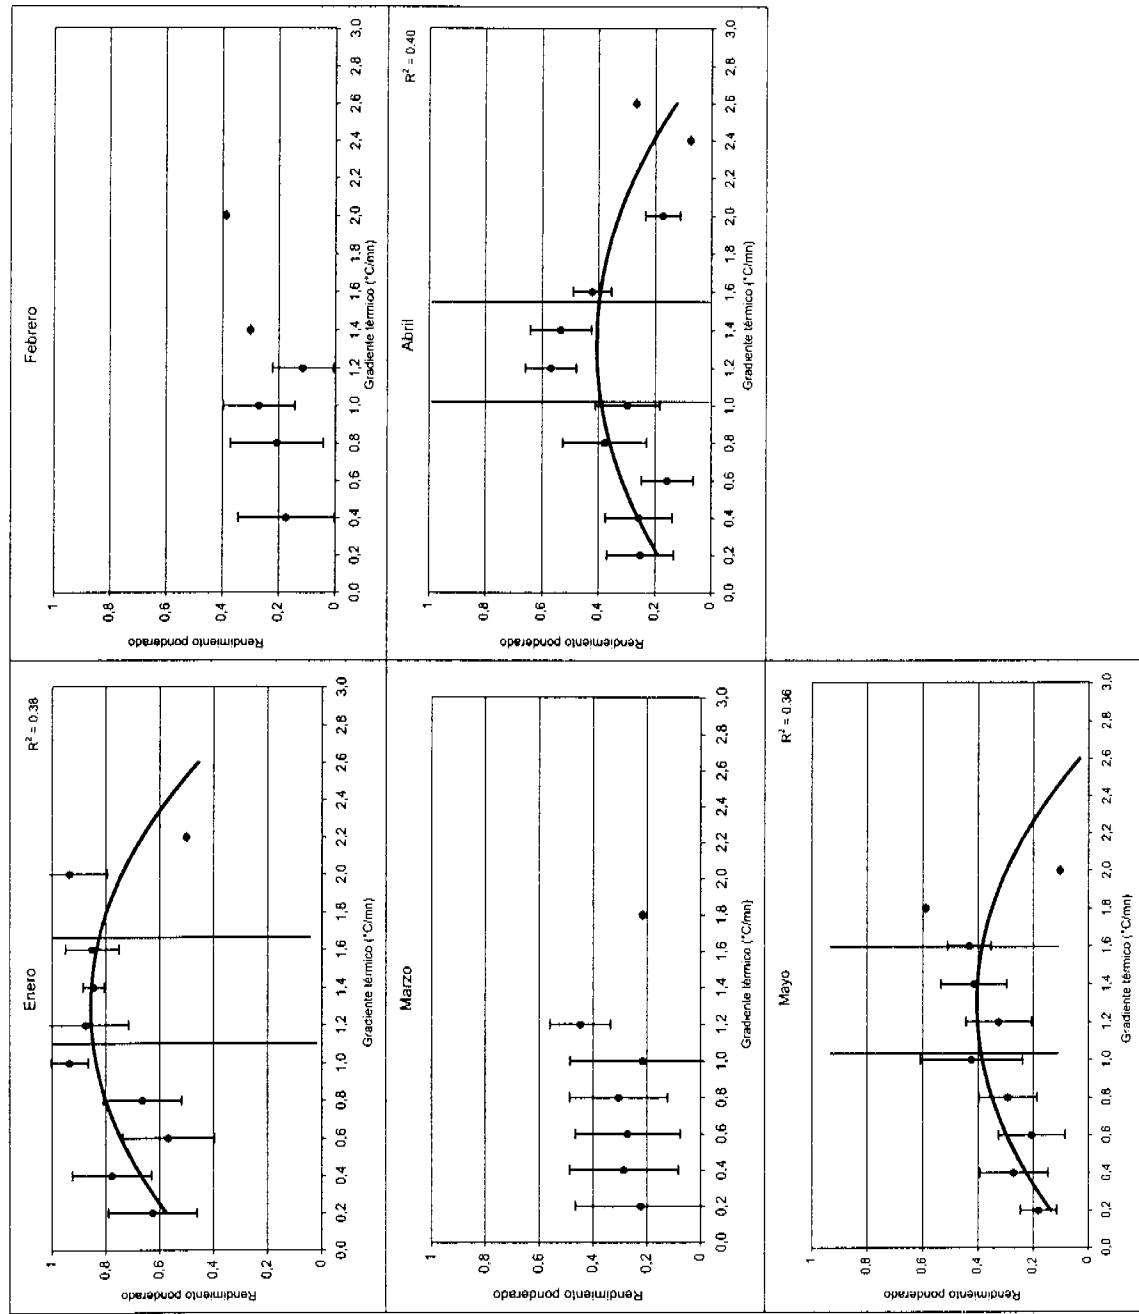 Enero
R² = 0.38
Rendimiento ponderado
1
0,8
0,6
0,4
0,2
0
0,0 0,2 0,4 0,6 0,8 1,0 1,2 1,4 1,6 1,8 2,0 2,2 2,4 2,6 2,8 3,0
Gradiente térmico (°C/mn)
Febrero
Rendimiento ponderado
1
0,8
0,6
0,4
0,2
0
0,0 0,2 0,4 0,6 0,8 1,0 1,2 1,4 1,6 1,8 2,0 2,2 2,4 2,6 2,8 3,0
Gradiente térmico (°C/mn)
Marzo
Rendimiento ponderado
1
0,8
0,6
0,4
0,2
0
0,0 0,2 0,4 0,6 0,8 1,0 1,2 1,4 1,6 1,8 2,0 2,2 2,4 2,6 2,8 3,0
Gradiente térmico (°C/mn)
Abril
R² = 0.40
Rendiemiento ponderado
1
0,8
0,6
0,4
0,2
0
0,0 0,2 0,4 0,6 0,8 1,0 1,2 1,4 1,6 1,8 2,0 2,2 2,4 2,6 2,8 3,0
Gradiente térmico (°C/mn)
Mayo
R² = 0.36
Rendimiento ponderado
1
0,8
0,6
0,4
0,2
0
0,0 0,2 0,4 0,6 0,8 1,0 1,2 1,4 1,6 1,8 2,0 2,2 2,4 2,6 2,8 3,0
Gradiente térmico (°C/mn)